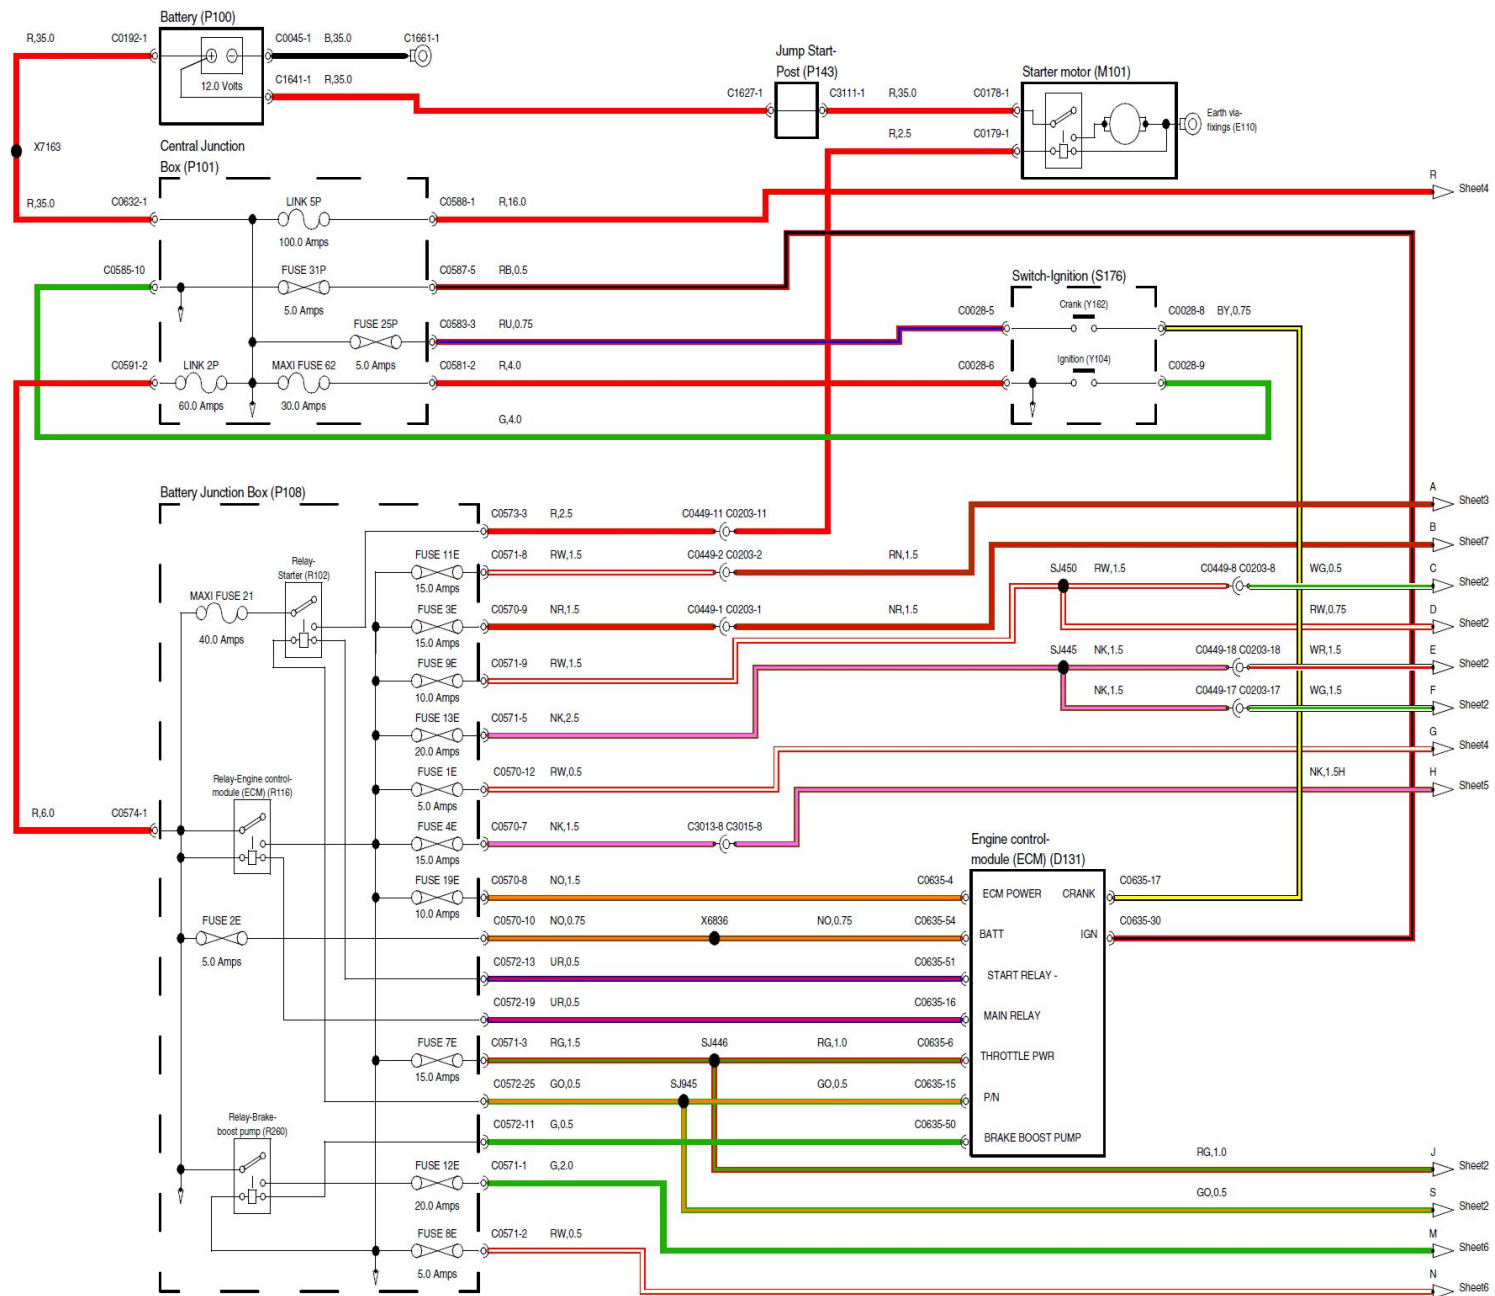 Battery (P100)
R,35.0 C0192-1 C0045-1 B,35.0 C1661-1
12.0 Volts
C1641-1 R,35.0
Jump Start-
Post (P143)
C1627-1 C3111-1 R,35.0
Starter motor (M101)
C0178-1
R,2.5 C0179-1
Earth via-
fixings (E110)
X7163
Central Junction
Box (P101)
R
Sheet4
R,35.0 C0632-1 LINK 5P C0588-1 R,16.0
100.0 Amps
C0585-10 FUSE 31P C0587-5 RB,0.5
5.0 Amps
Switch-Ignition (S176)
C0028-5 Crank (Y162) C0028-8 BY,0.75
FUSE 25P C0583-3 RU,0.75
5.0 Amps
C0591-2 LINK 2P MAXI FUSE 62 C0581-2 R,4.0
60.0 Amps 30.0 Amps
C0028-6 Ignition (Y104) C0028-9
G,4.0
Battery Junction Box (P108)
A
Sheet3
C0573-3 R,2.5 C0449-11 C0203-11
B
Sheet7
FUSE 11E C0571-8 RW,1.5 C0449-2 C0203-2 RN,1.5
15.0 Amps
Relay-
Starter (R102)
SJ450 RW,1.5 C0449-8 C0203-8 WG,0.5 C
Sheet2
MAXI FUSE 21
40.0 Amps
FUSE 3E C0570-9 NR,1.5 C0449-1 C0203-1 NR,1.5
15.0 Amps
RW,0.75 D
Sheet2
FUSE 9E C0571-9 RW,1.5
10.0 Amps
SJ445 NK,1.5 C0449-18 C0203-18 WR,1.5 E
Sheet2
NK,1.5 C0449-17 C0203-17 WG,1.5 F
Sheet2
FUSE 13E C0571-5 NK,2.5
20.0 Amps
G
Sheet4
FUSE 1E C0570-12 RW,0.5
5.0 Amps
NK,1.5H H
Sheet5
Relay-Engine control-
module (ECM) (R116)
R,6.0 C0574-1
FUSE 4E C0570-7 NK,1.5 C3013-8 C3015-8
15.0 Amps
Engine control-
module (ECM) (D131)
FUSE 19E C0570-8 NO,1.5 C0635-4 ECM POWER CRANK C0635-17
10.0 Amps
FUSE 2E
5.0 Amps
C0570-10 NO,0.75 X6836 NO,0.75 C0635-54 BATT IGN C0635-30
C0572-13 UR,0.5 C0635-51 START RELAY -
C0572-19 UR,0.5 C0635-16 MAIN RELAY
FUSE 7E C0571-3 RG,1.5 SJ446 RG,1.0 C0635-6 THROTTLE PWR
15.0 Amps
C0572-25 GO,0.5 SJ945 GO,0.5 C0635-15 P/N
Relay-Brake-
boost pump (R260)
C0572-11 G,0.5 C0635-50 BRAKE BOOST PUMP
RG,1.0 J
Sheet2
FUSE 12E C0571-1 G,2.0
20.0 Amps
GO,0.5 S
Sheet2
FUSE 8E C0571-2 RW,0.5
5.0 Amps
M
Sheet6
N
Sheet6